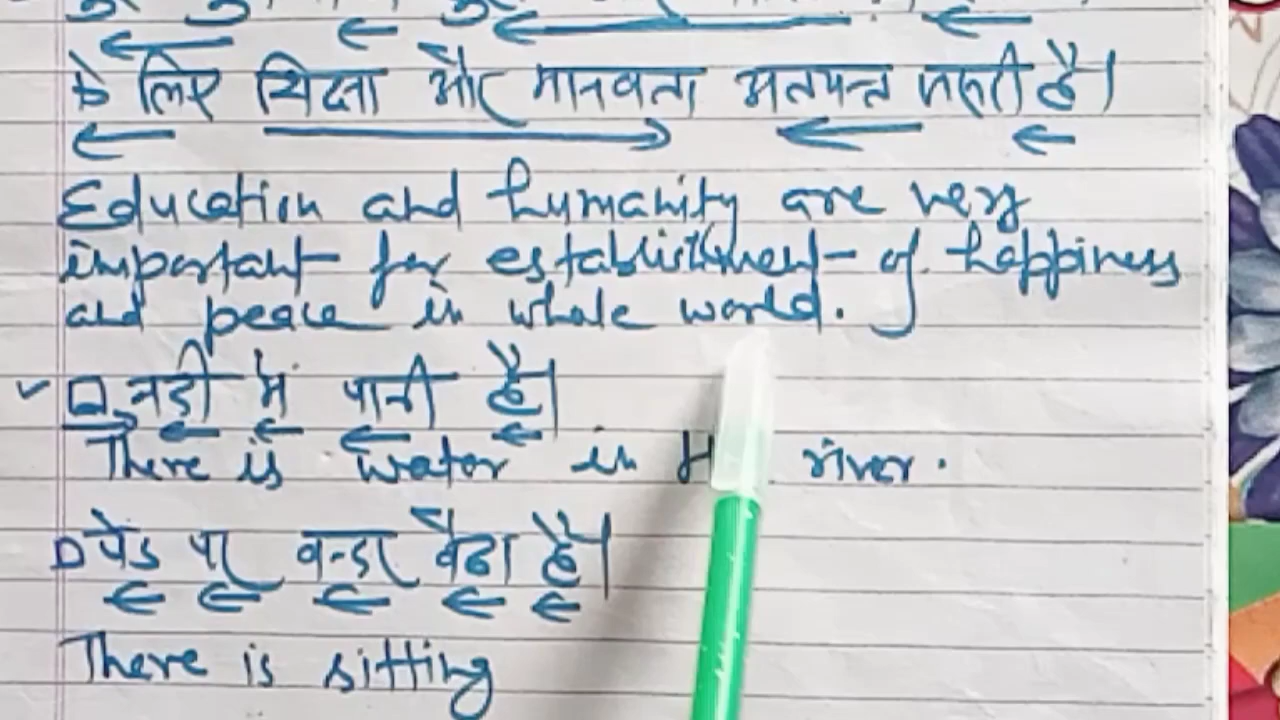 के लिए शिक्षा और मानवता अत्यन्त जरूरी है।
Education and humanity are very
important for establishment of happiness
and peace in whole world.
नदी में पानी है।
There is water in river.
पेड पर बन्दर बैठा है।
There is sitting